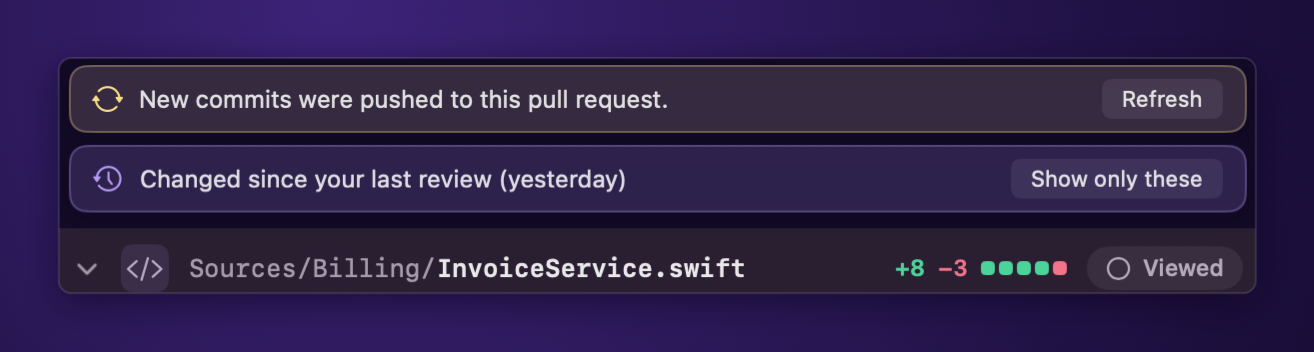 New commits were pushed to this pull request. Refresh
Changed since your last review (yesterday) Show only these
</> Sources/Billing/InvoiceService.swift +8 −3 Viewed